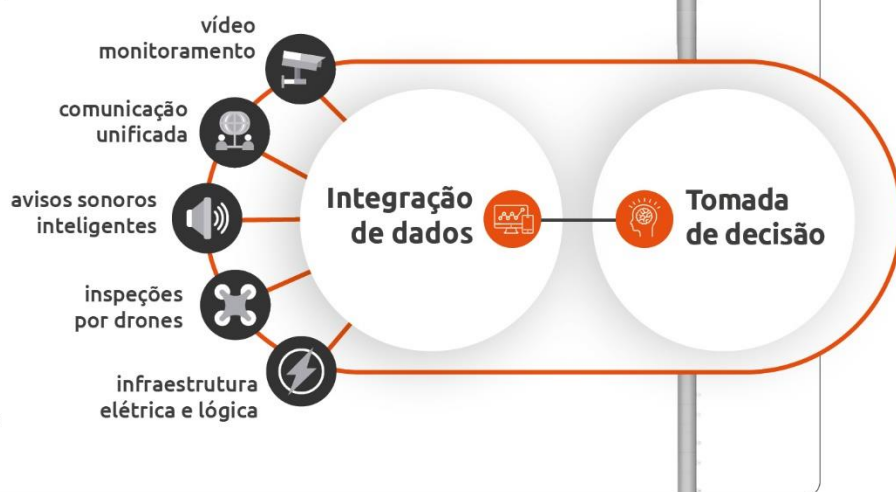 vídeo
monitoramento
comunicação
unificada
avisos sonoros
inteligentes
inspeções
por drones
infraestrutura
elétrica e lógica
Integração
de dados
Tomada
de decisão